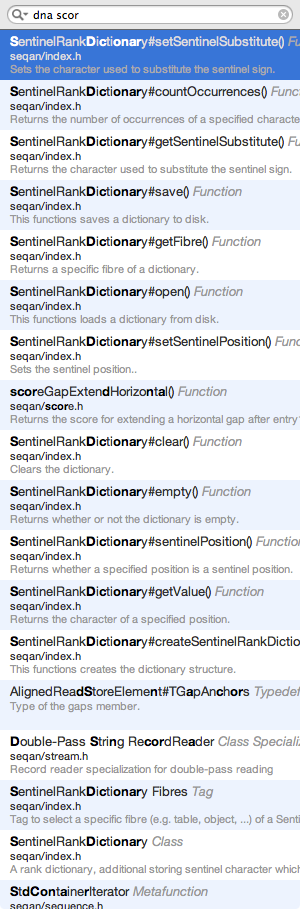 dna scor
SentinelRankDictionary#setSentinelSubstitute() Fu
seqan/index.h
Sets the character used to substitute the sentinel sign.
SentinelRankDictionary#countOccurrences() Func
seqan/index.h
Returns the number of occurrences of a specified characte
SentinelRankDictionary#getSentinelSubstitute() F
seqan/index.h
Returns the character used to substitute the sentinel sign.
SentinelRankDictionary#save() Function
seqan/index.h
This functions saves a dictionary to disk.
SentinelRankDictionary#getFibre() Function
seqan/index.h
Returns a specific fibre of a dictionary.
SentinelRankDictionary#open() Function
seqan/index.h
This functions loads a dictionary from disk.
SentinelRankDictionary#setSentinelPosition() Fun
seqan/index.h
Sets the sentinel position..
scoreGapExtendHorizontal() Function
seqan/score.h
Returns the score for extending a horizontal gap after entry
SentinelRankDictionary#clear() Function
seqan/index.h
Clears the dictionary.
SentinelRankDictionary#empty() Function
seqan/index.h
Returns whether or not the dictionary is empty.
SentinelRankDictionary#sentinelPosition() Functio
seqan/index.h
Returns whether a specified position is a sentinel position.
SentinelRankDictionary#getValue() Function
seqan/index.h
Returns the character of a specified position.
SentinelRankDictionary#createSentinelRankDictio
seqan/index.h
This functions creates the dictionary structure.
AlignedReadStoreElement#TGapAnchors Typedef
Type of the gaps member.
Double-Pass String RecordReader Class Speciali
seqan/stream.h
Record reader specialization for double-pass reading
SentinelRankDictionary Fibres Tag
seqan/index.h
Tag to select a specific fibre (e.g. table, object, ...) of a Senti
SentinelRankDictionary Class
seqan/index.h
A rank dictionary, additional storing sentinel character which
StdContainerIterator Metafunction
seqan/sequence.h